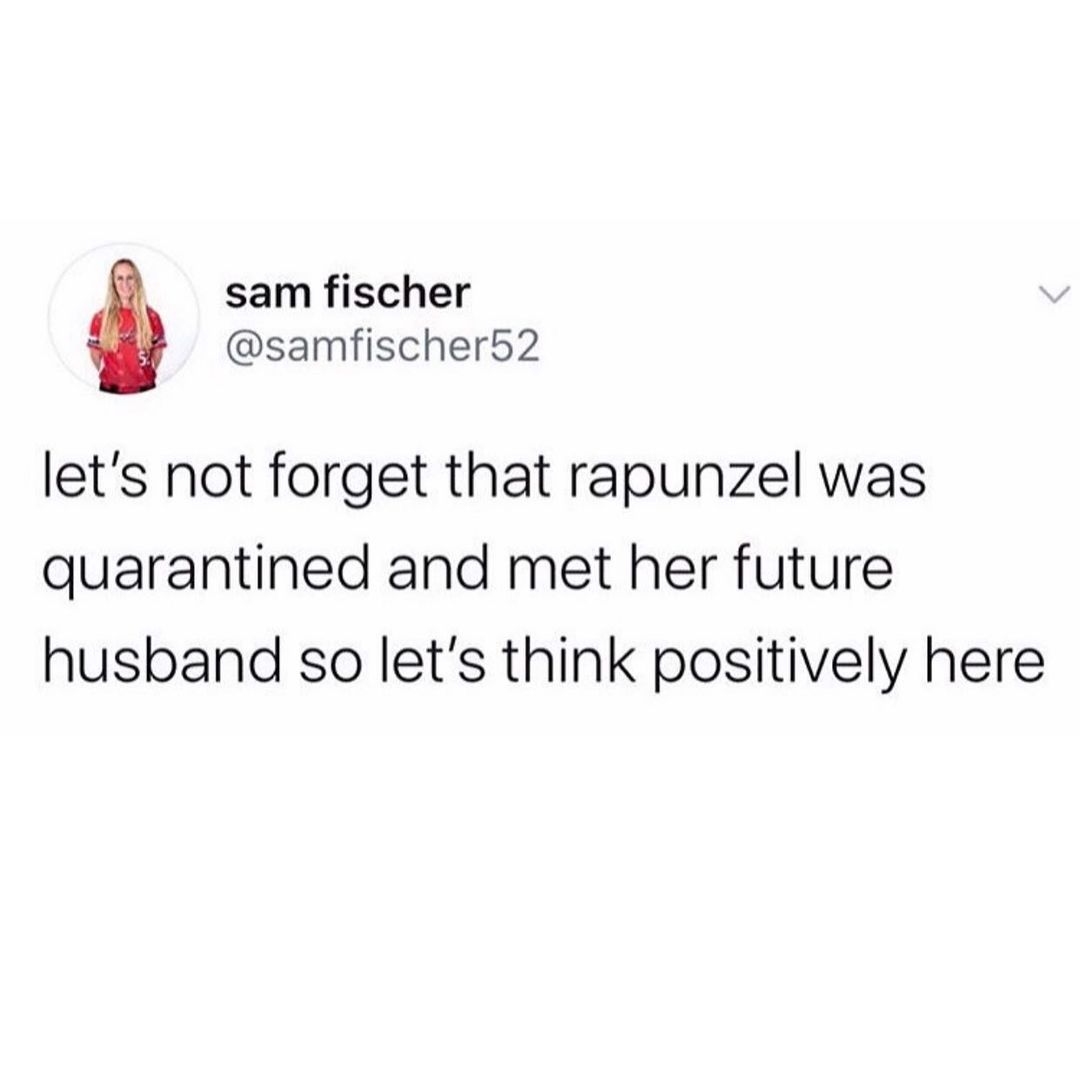 sam fischer
@samfischer52
let's not forget that rapunzel was
quarantined and met her future
husband so let's think positively here